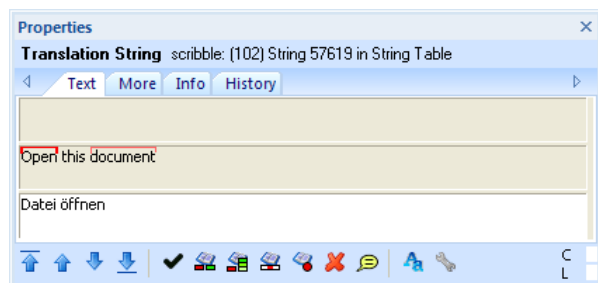 Properties
Translation String scribble: (102) String 57619 in String Table
Text More Info History
Open this document
Datei öffnen
Aa C
L